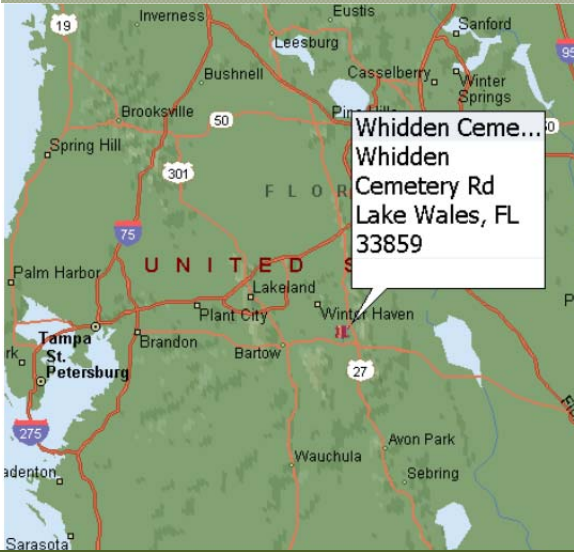 Inverness
Eustis
19
Leesburg
Sanford
95
Bushnell
Casselberry
Winter
Springs
Brooksville
50
Spring Hill
301
Whidden Ceme...
Whidden
Cemetery Rd
Lake Wales, FL
33859
FLOR
75
UNITED S
Palm Harbor
Lakeland
Plant City
Winter Haven
Tampa
St.
Petersburg
Brandon
Bartow
27
275
Avon Park
Wauchula
Sebring
adenton
Sarasota